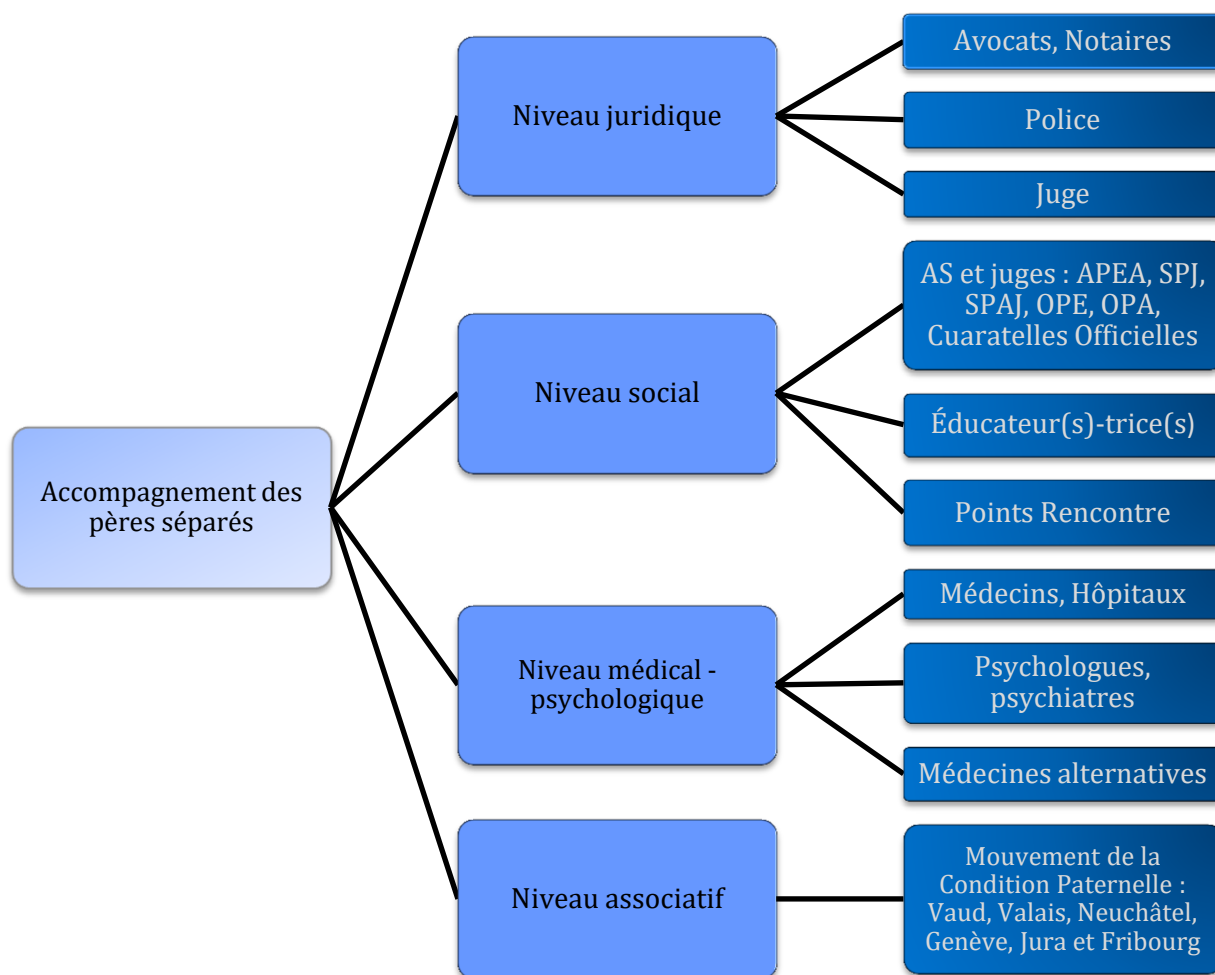 Accompagnement des
pères séparés
Niveau juridique
Avocats, Notaires
Police
Juge
Niveau social
AS et juges : APEA, SPJ,
SPAJ, OPE, OPA,
Cuaratelles Officielles
Éducateur(s)-trice(s)
Points Rencontre
Niveau médical -
psychologique
Médecins, Hôpitaux
Psychologues,
psychiatres
Médecines alternatives
Niveau associatif
Mouvement de la
Condition Paternelle :
Vaud, Valais, Neuchâtel,
Genève, Jura et Fribourg